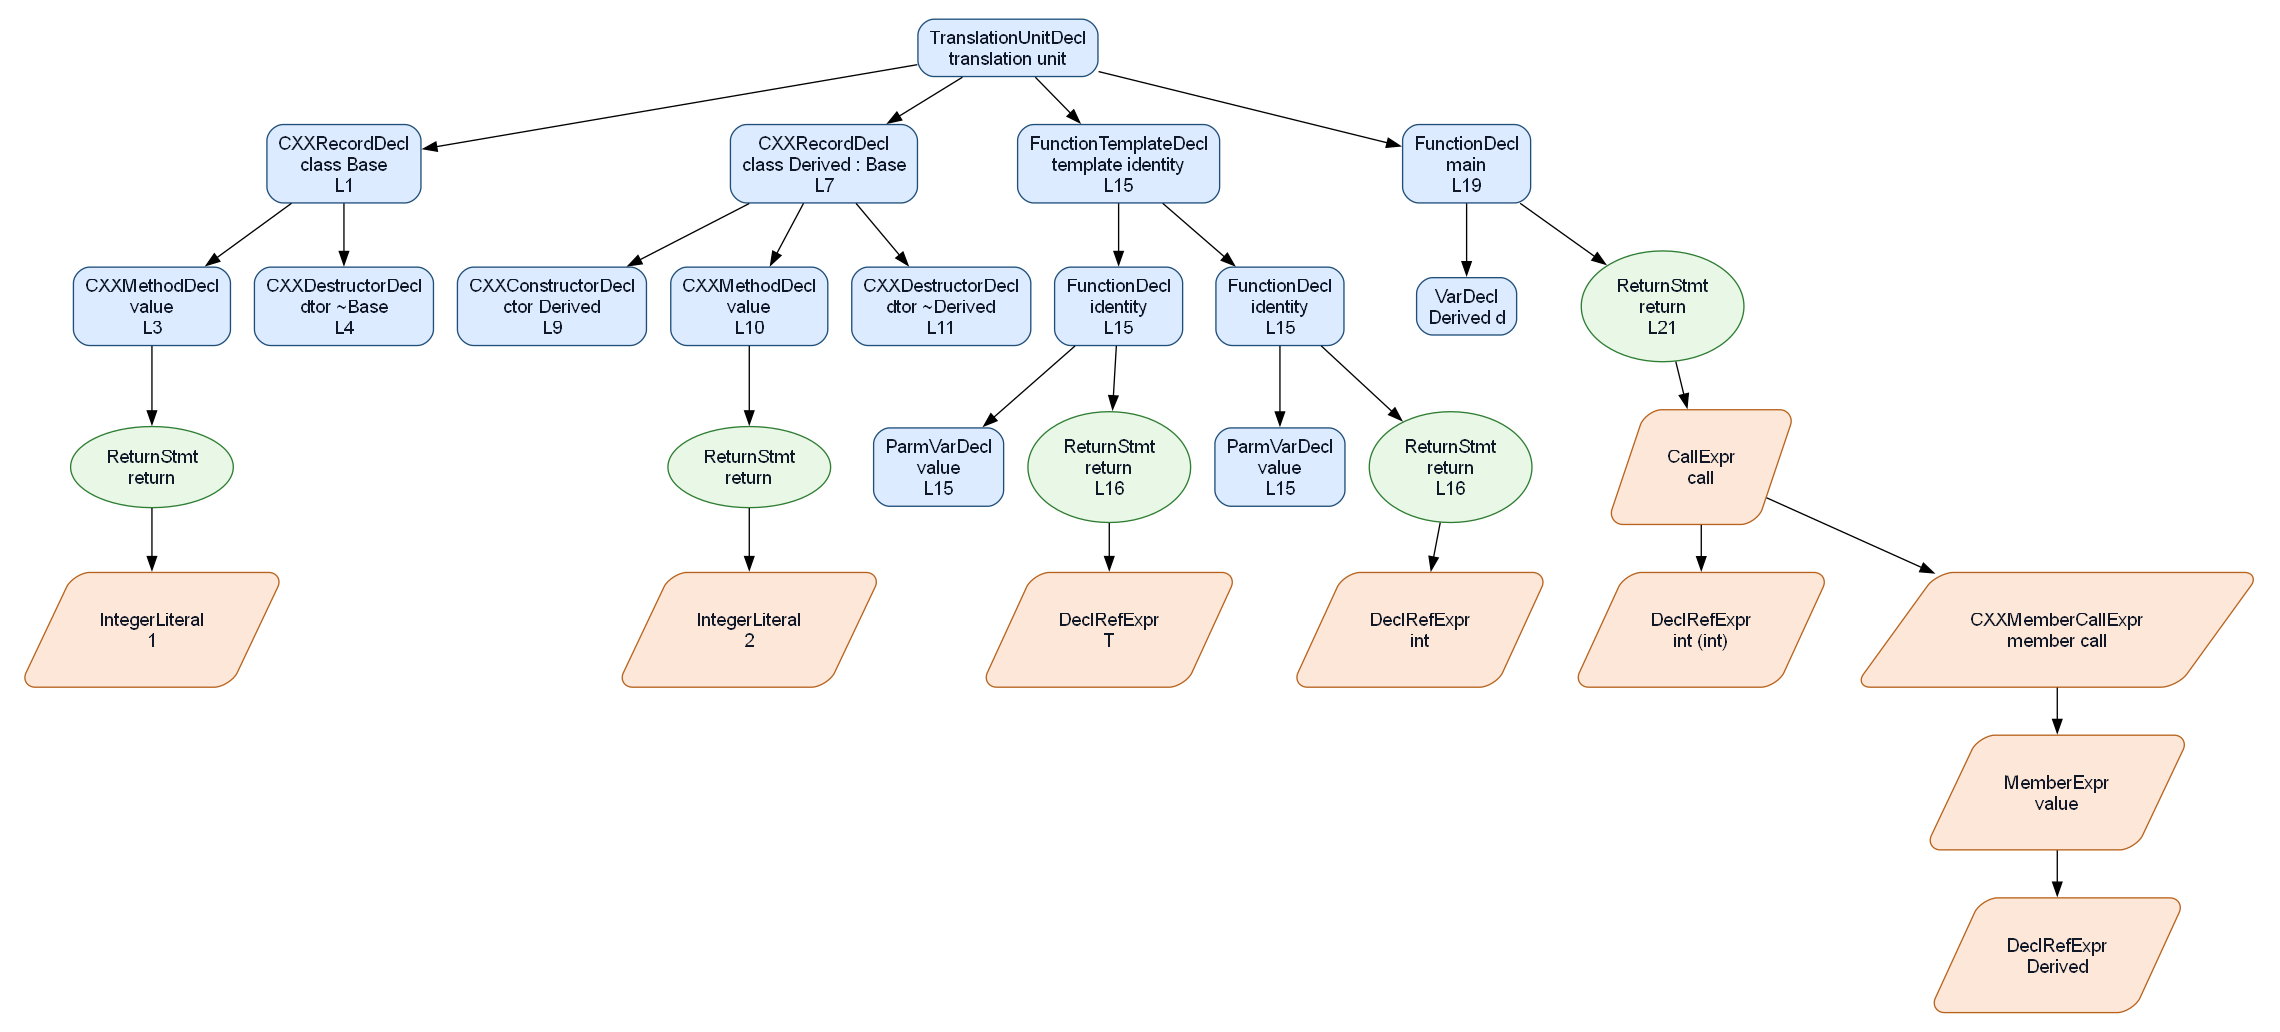 TranslationUnitDecl
translation unit
CXXRecordDecl
class Base
L1
CXXRecordDecl
class Derived : Base
L7
FunctionTemplateDecl
template identity
L15
FunctionDecl
main
L19
CXXMethodDecl
value
L3
CXXDestructorDecl
dtor ~Base
L4
CXXConstructorDecl
ctor Derived
L9
CXXMethodDecl
value
L10
CXXDestructorDecl
dtor ~Derived
L11
FunctionDecl
identity
L15
FunctionDecl
identity
L15
VarDecl
Derived d
ReturnStmt
return
L21
ReturnStmt
return
ReturnStmt
return
ParmVarDecl
value
L15
ReturnStmt
return
L16
ParmVarDecl
value
L15
ReturnStmt
return
L16
CallExpr
call
IntegerLiteral
1
IntegerLiteral
2
DeclRefExpr
T
DeclRefExpr
int
DeclRefExpr
int (int)
CXXMemberCallExpr
member call
MemberExpr
value
DeclRefExpr
Derived